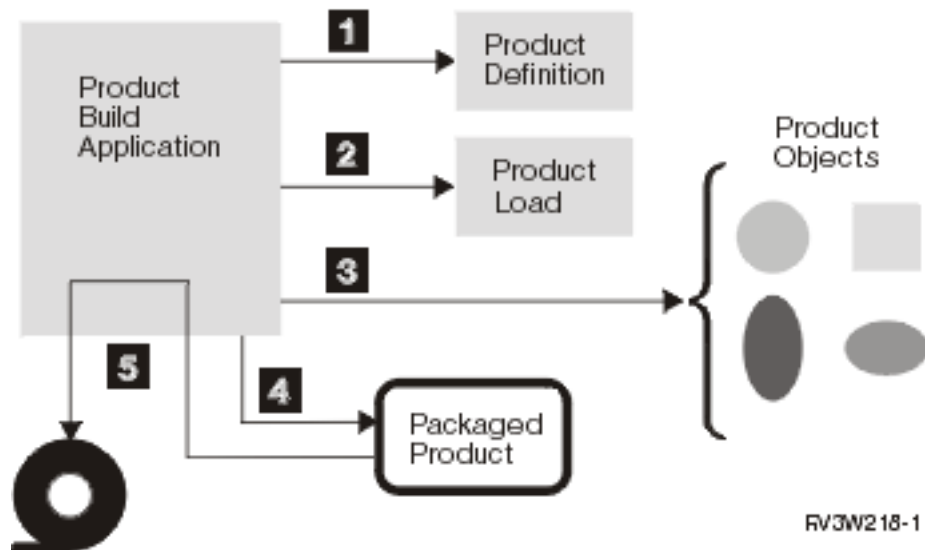 1
Product
Definition
Product
Build
Application
2
Product
Load
Product
Objects
3
5
4
Packaged
Product
RV3W218-1